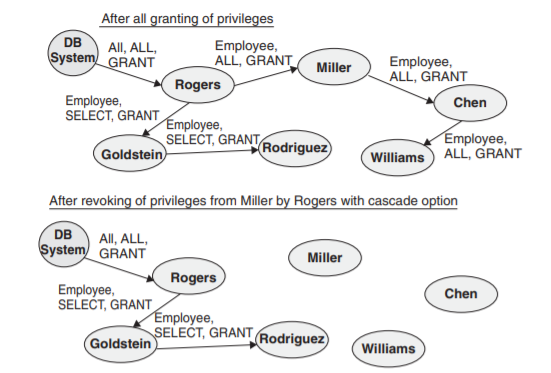 After all granting of privileges
DB
System
All, ALL,
GRANT
Rogers
Employee,
ALL, GRANT
Miller
Employee,
ALL, GRANT
Chen
Employee,
SELECT, GRANT
Goldstein
Employee,
SELECT, GRANT
Rodriguez
Williams
Employee,
ALL, GRANT
After revoking of privileges from Miller by Rogers with cascade option
DB
System
All, ALL,
GRANT
Rogers
Miller
Chen
Employee,
SELECT, GRANT
Goldstein
Employee,
SELECT, GRANT
Rodriguez
Williams